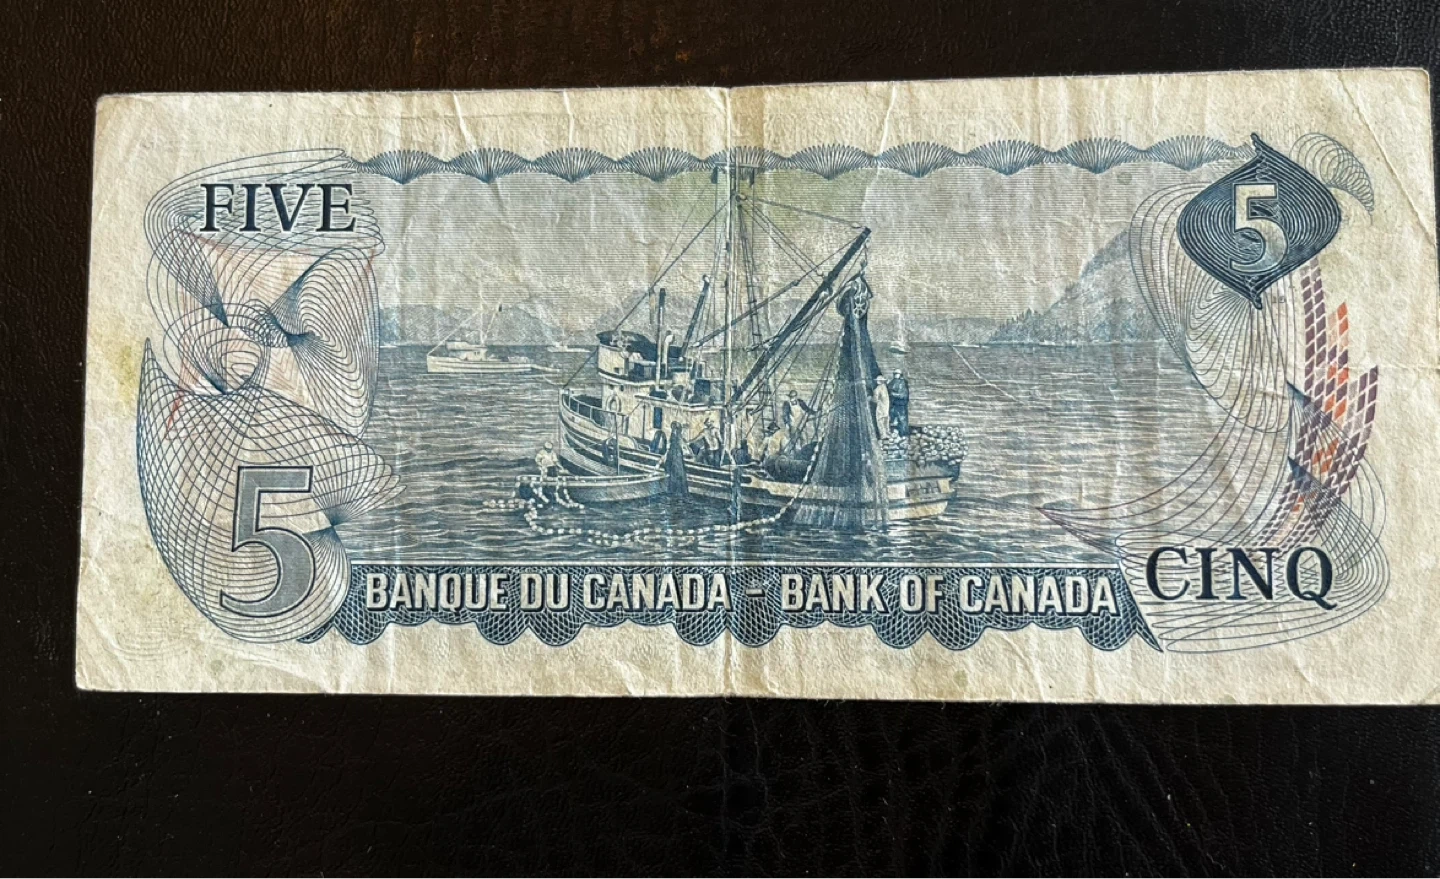 FIVE
5
5
BANQUE DU CANADA - BANK OF CANADA
CINQ